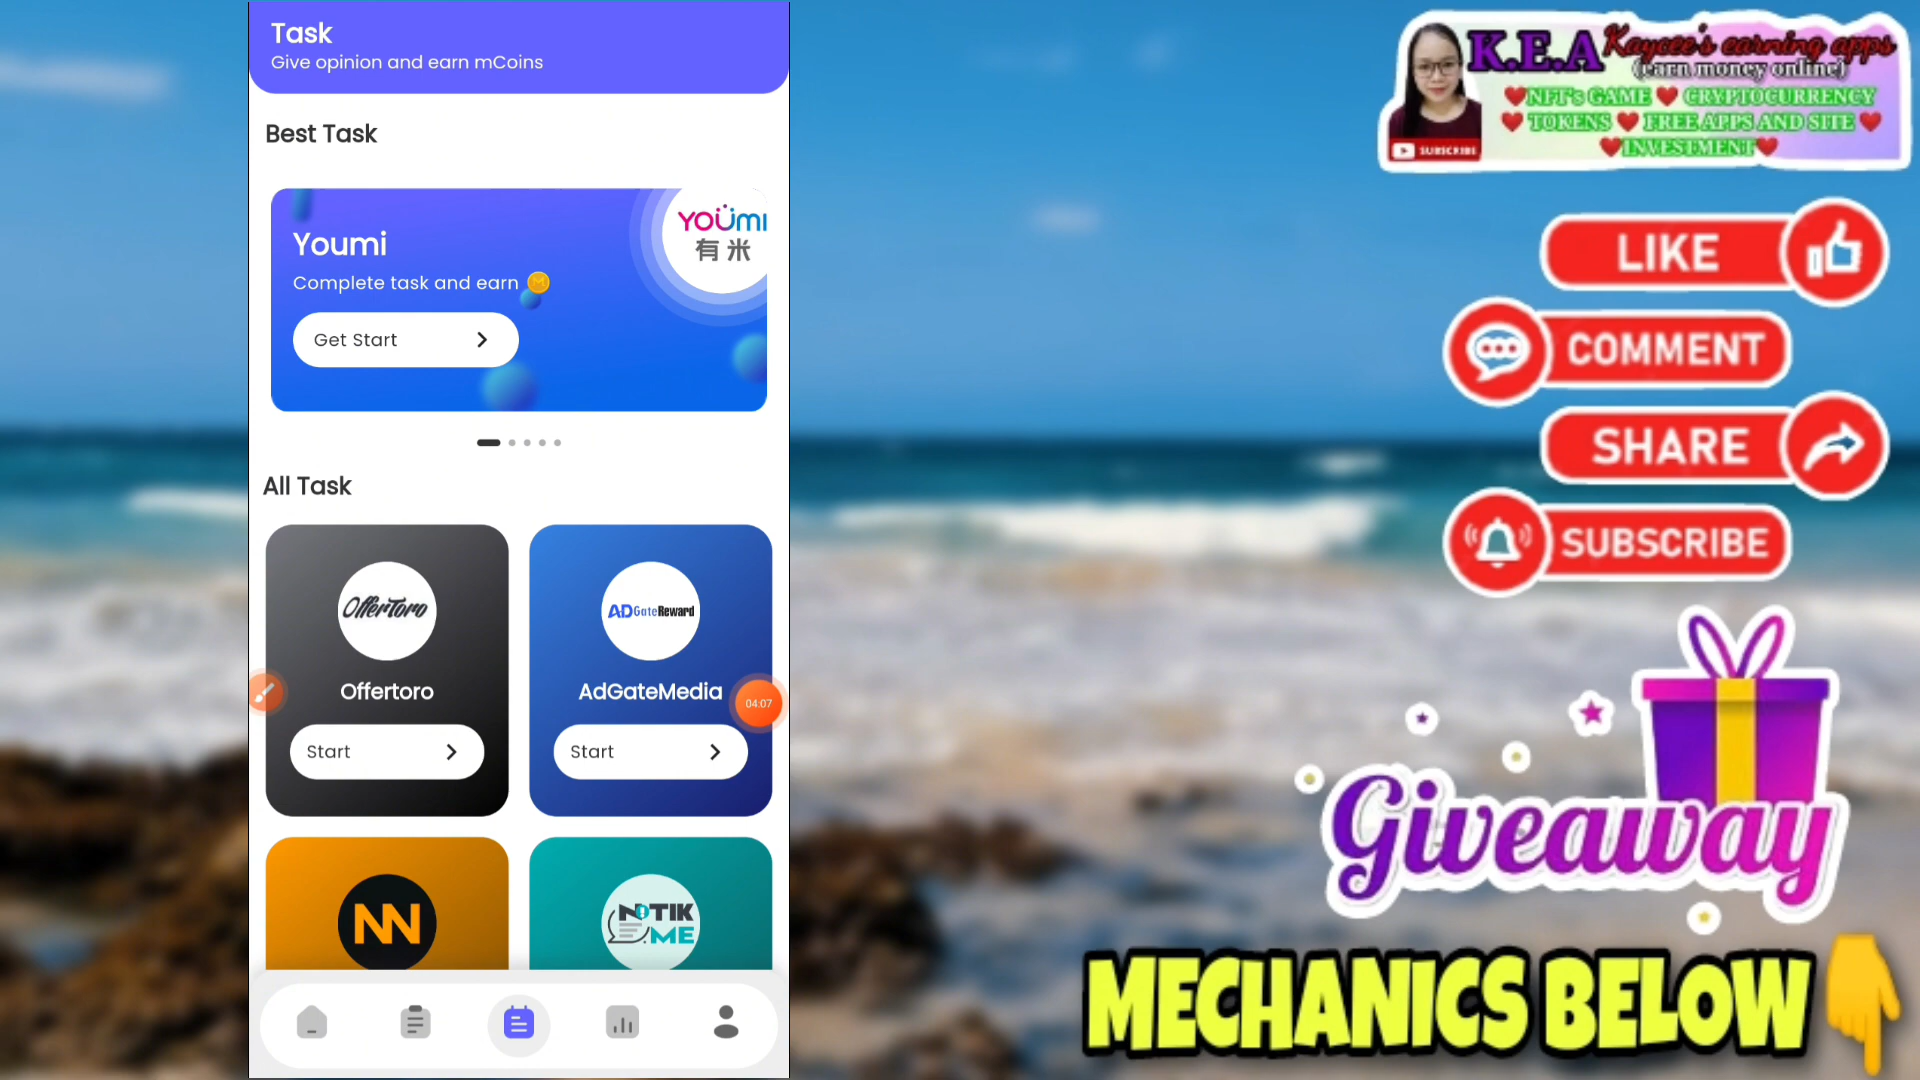 Task
Give opinion and earn mCoins
Best Task
YOUMI
有米
Youmi
Complete task and earn
Get Start
All Task
OfferToro
ADGateReward
Offertoro
AdGateMedia
04:07
Start
Start
NN
NOTIK
.ME
K.E.A Kaycee's earning apps
(earn money online)
NFT's GAME CRYPTOCURRENCY
TOKENS FREE APPS AND SITE
INVESTMENT
SUBSCRIBE
LIKE
COMMENT
SHARE
SUBSCRIBE
Giveaway
MECHANICS BELOW